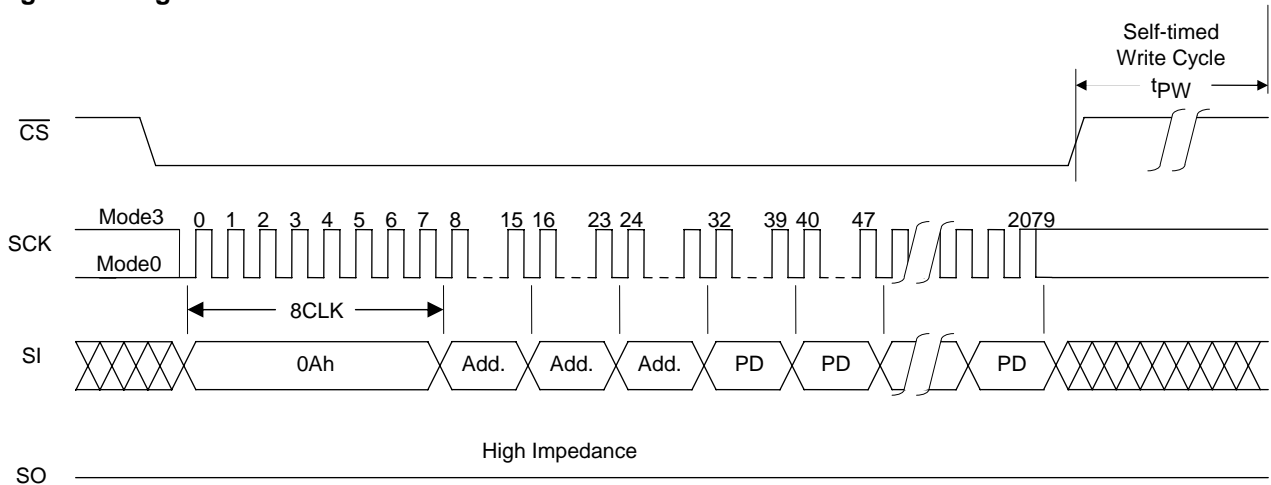 Self-timed
Write Cycle
tPW
CS
Mode3 0 1 2 3 4 5 6 7 8 15 16 23 24 32 39 40 47 2079
SCK
Mode0
8CLK
SI 0Ah Add. Add. Add. PD PD PD
High Impedance
SO